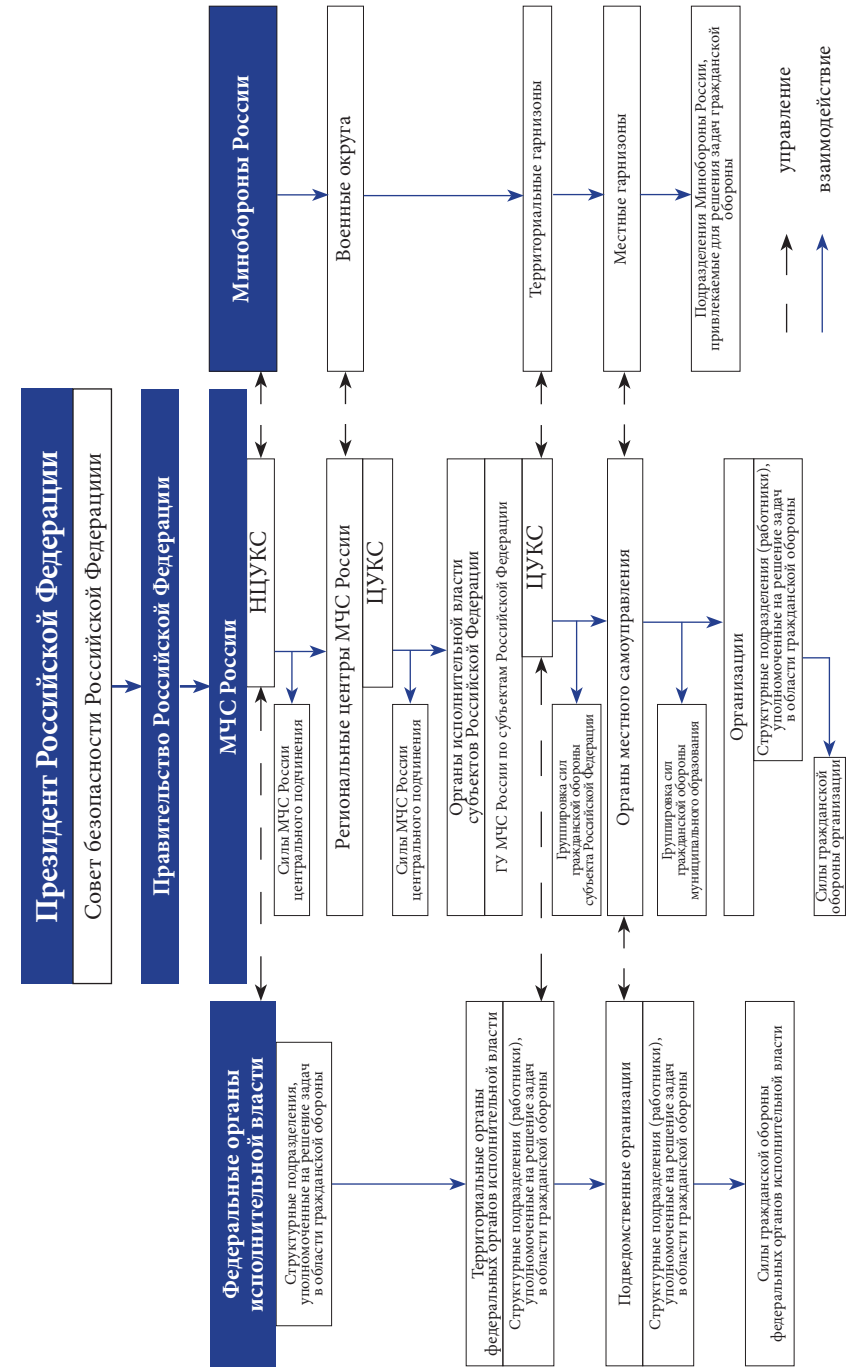 Президент Российской Федерации
Совет безопасности Российской Федерациии
Правительство Российской Федерации
Федеральные органы
исполнительной власти
Структурные подразделения,
уполномоченные на решение задач
в области гражданской обороны
Территориальные органы
федеральных органов исполнительной власти
Структурные подразделения (работники),
уполномоченные на решение задач
в области гражданской обороны
Подведомственные организации
Структурные подразделения (работники),
уполномоченные на решение задач
в области гражданской обороны
Силы гражданской обороны
федеральных органов исполнительной власти
МЧС России
НЦУКС
Силы МЧС России
центрального подчинения
Региональные центры МЧС России
ЦУКС
Силы МЧС России
центрального подчинения
Органы исполнительной власти
субъектов Российской Федерации
ГУ МЧС России по субъектам Российской Федерации
ЦУКС
Группировка сил
гражданской обороны
субъекта Российской Федерации
Органы местного самоуправления
Группировка сил
гражданской обороны
муниципального образования
Организации
Структурные подразделения (работники),
уполномоченные на решение задач
в области гражданской обороны
Силы гражданской
обороны организации
Минобороны России
Военные округа
Территориальные гарнизоны
Местные гарнизоны
Подразделения Минобороны России,
привлекаемые для решения задач гражданской
обороны
управление
взаимодействие